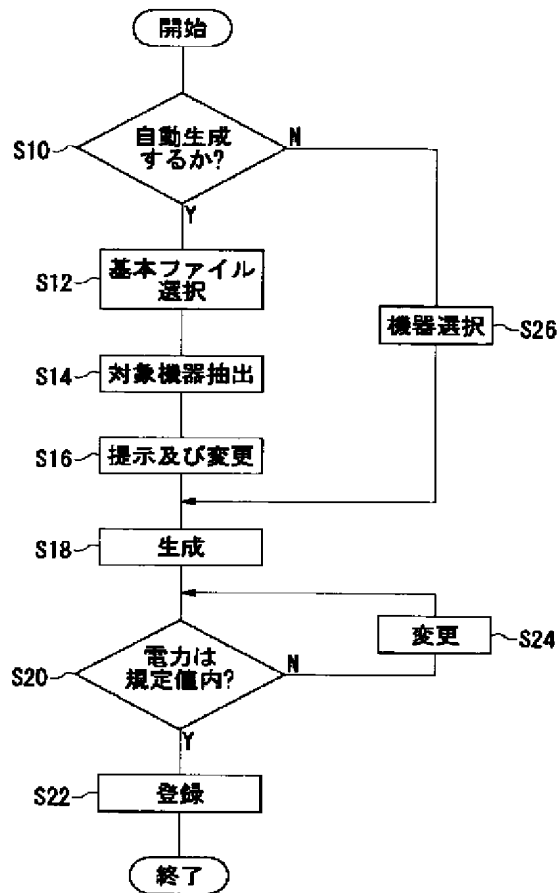 開始
S10
自動生成
するか?
N
Y
S12
基本ファイル
選択
機器選択
S26
S14
対象機器抽出
S16
提示及び変更
S18
生成
変更
S24
S20
電力は
規定値内?
N
Y
S22
登録
終了